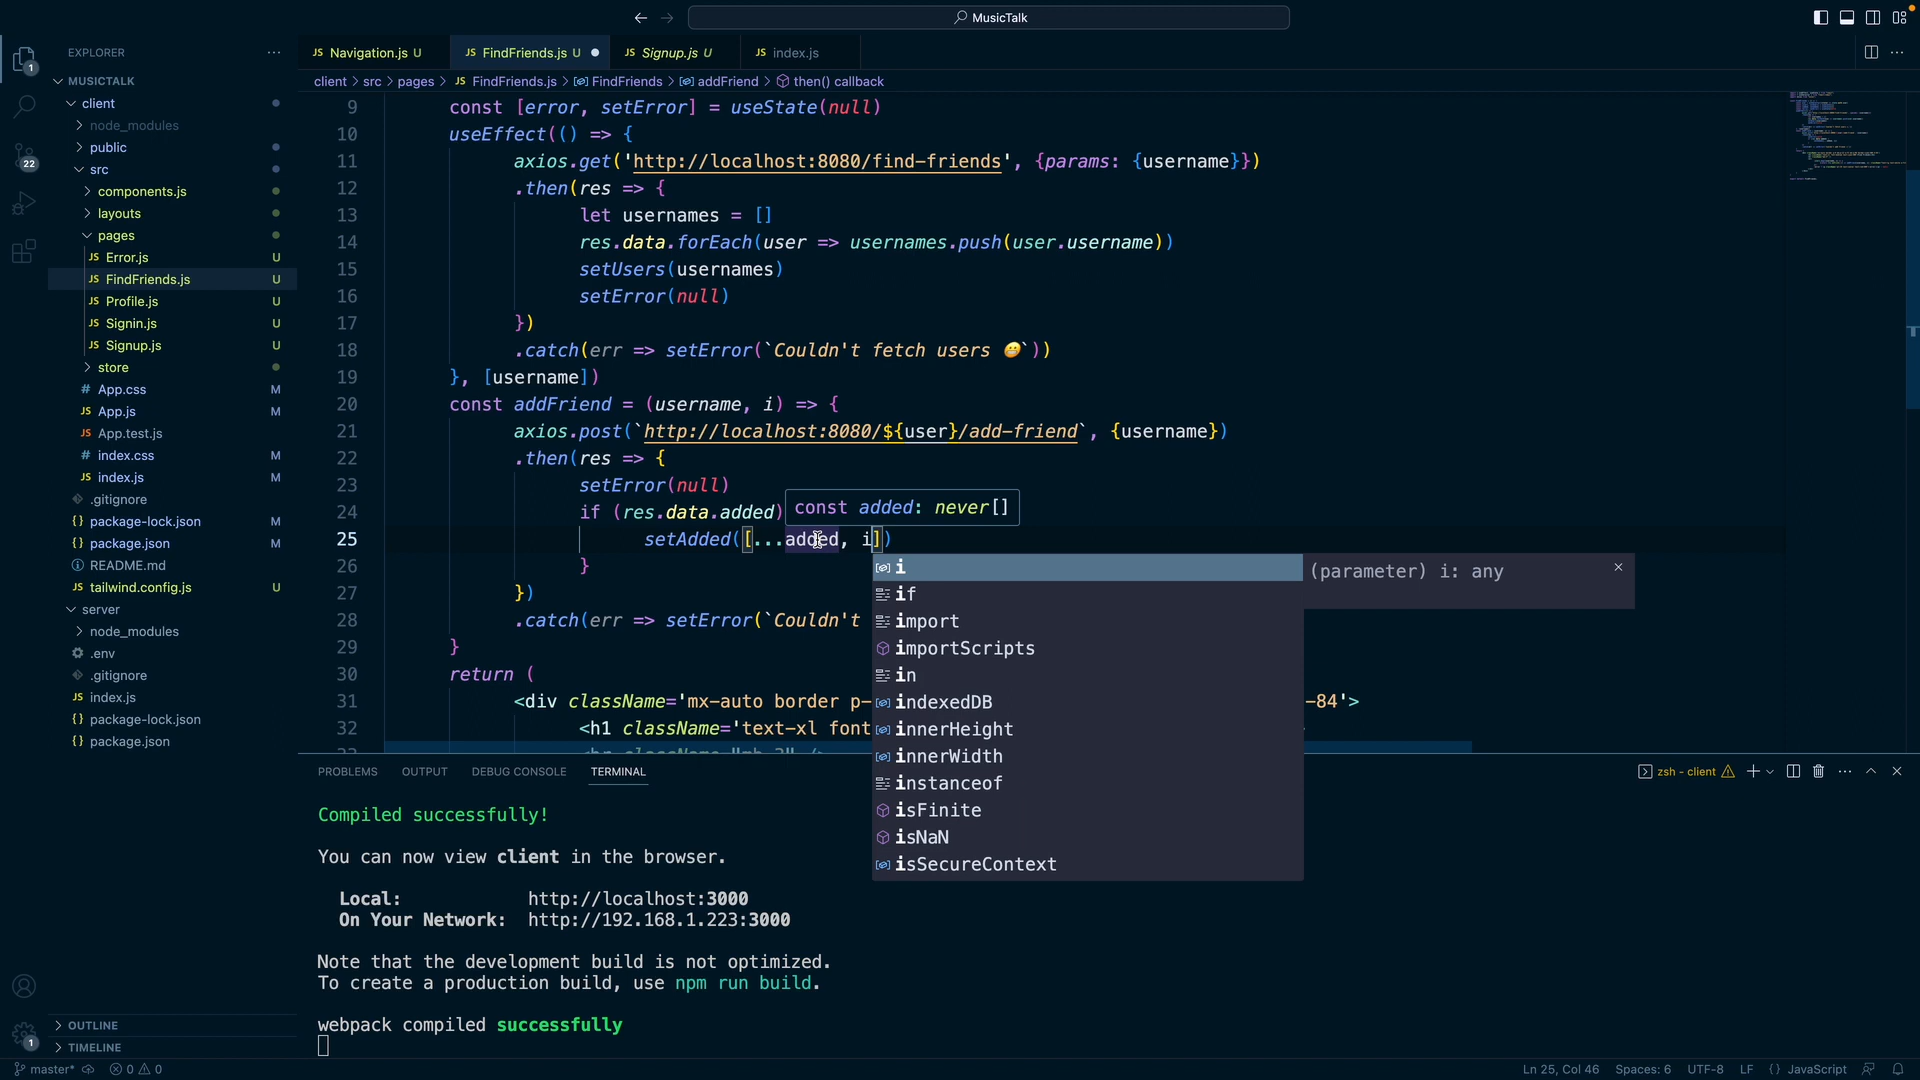 MusicTalk
EXPLORER
MUSICTALK
client
node_modules
public
src
components.js
layouts
pages
JS Error.js U
JS FindFriends.js U
JS Profile.js U
JS Signin.js U
JS Signup.js U
store
# App.css M
JS App.js M
JS App.test.js
# index.css M
JS index.js M
.gitignore
{} package-lock.json M
{} package.json M
README.md
JS tailwind.config.js U
server
node_modules
.env
.gitignore
JS index.js
{} package-lock.json
{} package.json
OUTLINE
TIMELINE
1
22
1
JS Navigation.js U
JS FindFriends.js U
JS Signup.js U
JS index.js
client > src > pages > JS FindFriends.js > FindFriends > addFriend > then() callback
9 const [error, setError] = useState(null)
10 useEffect(() => {
11 axios.get('http://localhost:8080/find-friends', {params: {username}})
12 .then(res => {
13 let usernames = []
14 res.data.forEach(user => usernames.push(user.username))
15 setUsers(usernames)
16 setError(null)
17 })
18 .catch(err => setError(`Couldn't fetch users 😬`))
19 }, [username])
20 const addFriend = (username, i) => {
21 axios.post(`http://localhost:8080/${user}/add-friend`, {username})
22 .then(res => {
23 setError(null)
24 if (res.data.added)
const added: never[]
25 setAdded([...added, i])
26 }
27 })
28 .catch(err => setError(`Couldn't
29 }
30 return (
31 <div className='mx-auto border p- -84'>
32 <h1 className='text-xl font
i
if
import
importScripts
in
indexedDB
innerHeight
innerWidth
instanceof
isFinite
isNaN
isSecureContext
(parameter) i: any
PROBLEMS OUTPUT DEBUG CONSOLE TERMINAL
zsh - client
Compiled successfully!
You can now view client in the browser.
Local: http://localhost:3000
On Your Network: http://192.168.1.223:3000
Note that the development build is not optimized.
To create a production build, use npm run build.
webpack compiled successfully
master* 0 0
Ln 25, Col 46 Spaces: 6 UTF-8 LF {} JavaScript